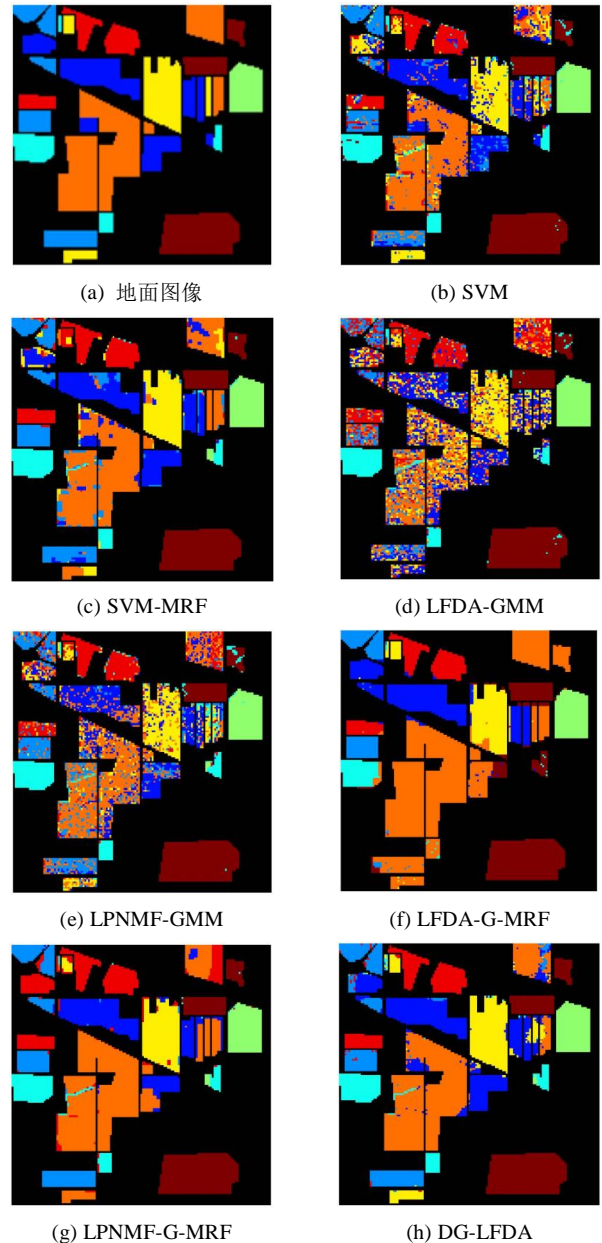 (a) 地面图像
(b) SVM
(c) SVM-MRF
(d) LFDA-GMM
(e) LPNMF-GMM
(f) LFDA-G-MRF
(g) LPNMF-G-MRF
(h) DG-LFDA